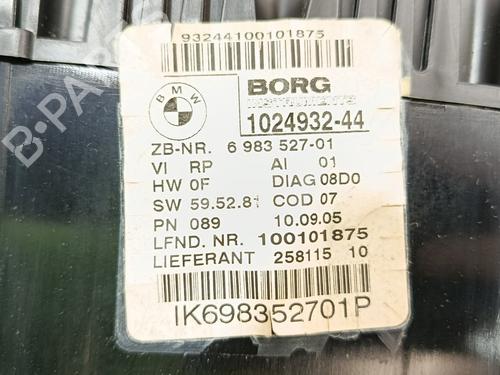 93244100101875
BMW
BORG
INSTRUMENTS
1024932-44
ZB-NR. 6 983 527-01
VI RP AI 01
HW 0F DIAG 08D0
SW 59.52.81 COD 07
PN 089 10.09.05
LFND. NR. 100101875
LIEFERANT 258115 10
IK698352701P
B-PARTS